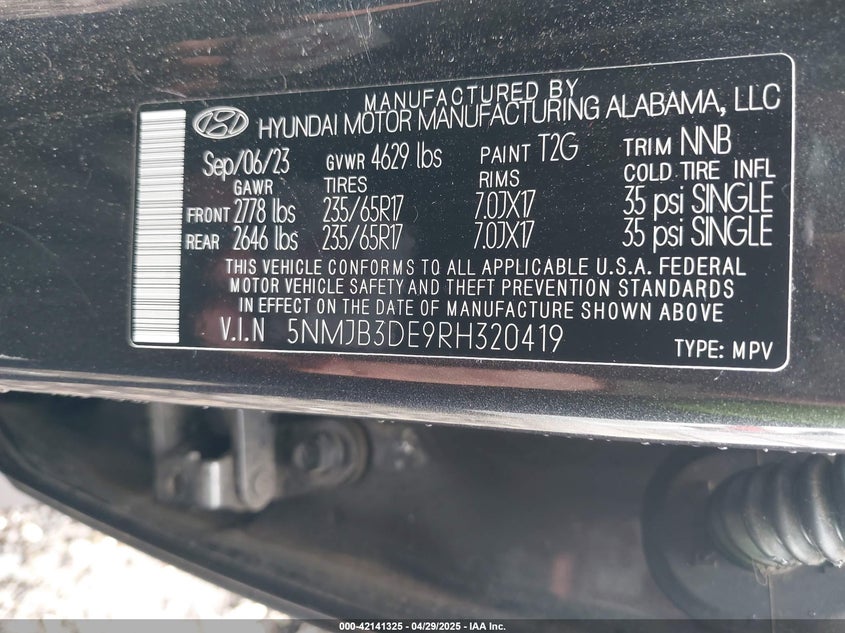 MANUFACTURED BY
HYUNDAI MOTOR MANUFACTURING ALABAMA, LLC
Sep/06/23 GVWR 4629 lbs PAINT T2G TRIM NNB
GAWR TIRES RIMS COLD TIRE INFL
FRONT 2778 lbs 235/65R17 7.0JX17 35 psi SINGLE
REAR 2646 lbs 235/65R17 7.0JX17 35 psi SINGLE
THIS VEHICLE CONFORMS TO ALL APPLICABLE U.S.A. FEDERAL
MOTOR VEHICLE SAFETY AND THEFT PREVENTION STANDARDS
IN EFFECT ON THE DATE OF MANUFACTURE SHOWN ABOVE
V.I.N 5NMJB3DE9RH320419
TYPE: MPV
000-42141325 - 04/29/2025 - IAA Inc.